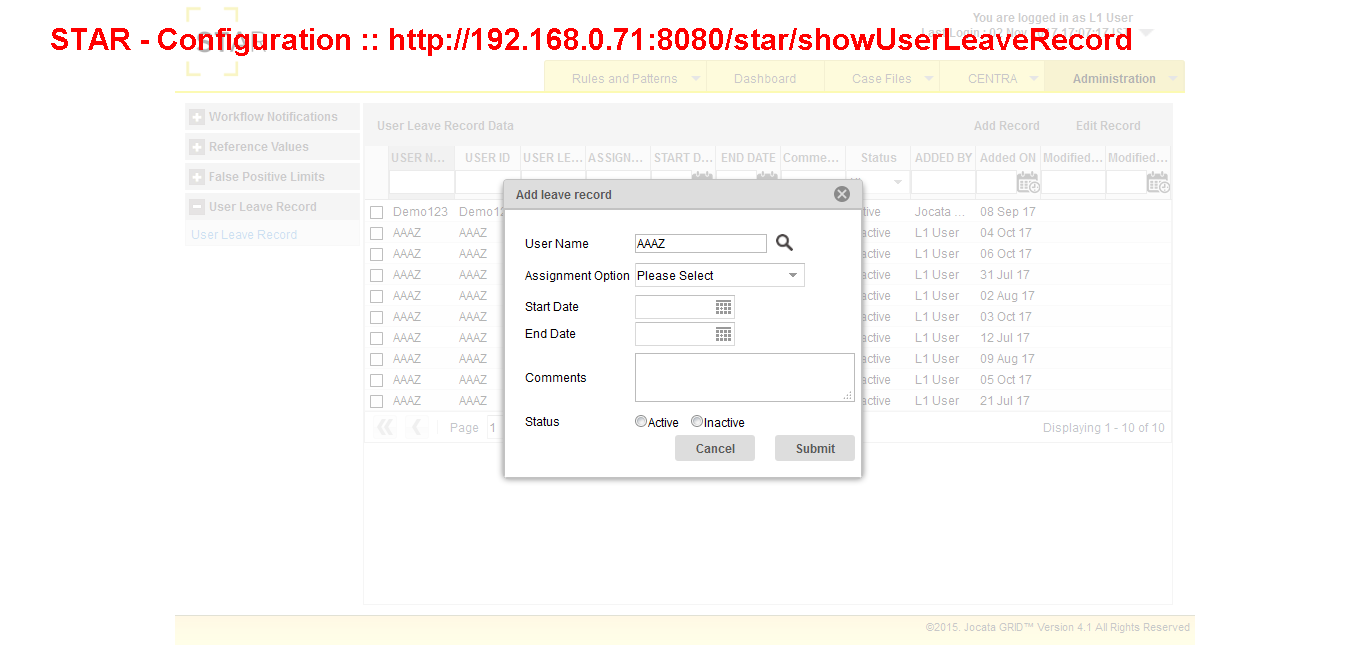 You are logged in as L1 User
STAR - Configuration :: http://192.168.0.71:8080/star/showUserLeaveRecord
Rules and Patterns Dashboard Case Files CENTRA Administration
Workflow Notifications
Reference Values
False Positive Limits
User Leave Record
User Leave Record
User Leave Record Data Add Record Edit Record
USER N... USER ID USER LE... ASSIGN... START D... END DATE Comme... Status ADDED BY Added ON Modified... Modified...
Demo123 Demo12 tive Jocata ... 08 Sep 17
AAAZ AAAZ active L1 User 04 Oct 17
AAAZ AAAZ active L1 User 06 Oct 17
AAAZ AAAZ active L1 User 31 Jul 17
AAAZ AAAZ active L1 User 02 Aug 17
AAAZ AAAZ active L1 User 03 Oct 17
AAAZ AAAZ active L1 User 12 Jul 17
AAAZ AAAZ active L1 User 09 Aug 17
AAAZ AAAZ active L1 User 05 Oct 17
AAAZ AAAZ active L1 User 21 Jul 17
Page 1 Displaying 1 - 10 of 10
Add leave record
User Name AAAZ
Assignment Option Please Select
Start Date
End Date
Comments
Status Active Inactive
Cancel Submit
©2015. Jocata GRID™ Version 4.1 All Rights Reserved